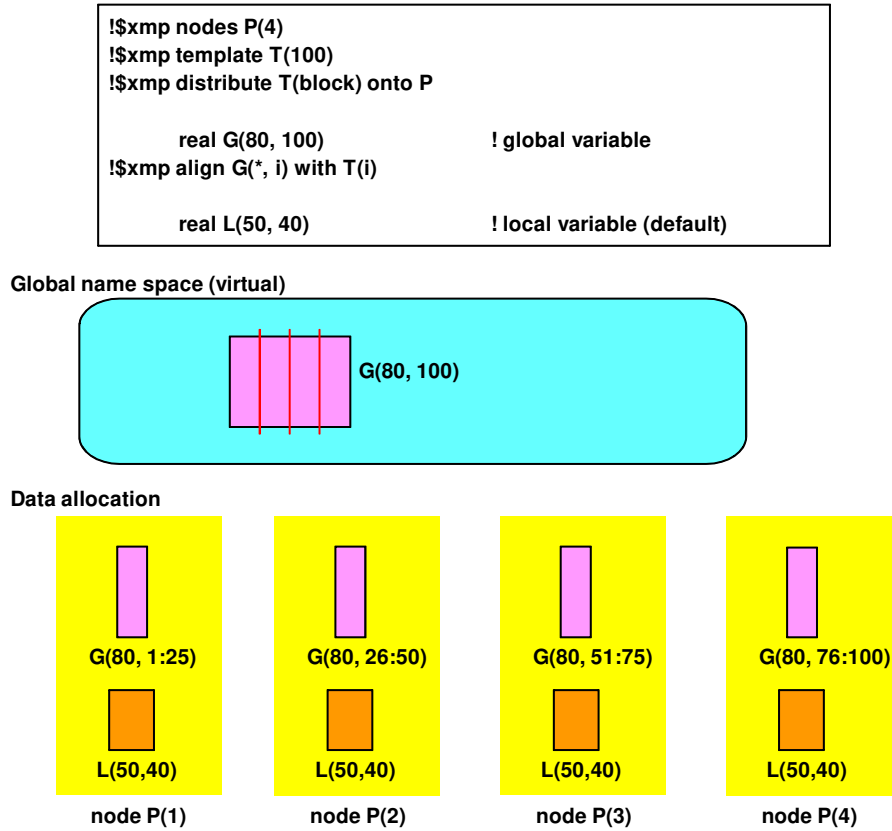 !$xmp nodes P(4)
!$xmp template T(100)
!$xmp distribute T(block) onto P
real G(80, 100) ! global variable
!$xmp align G(*, i) with T(i)
real L(50, 40) ! local variable (default)
Global name space (virtual)
G(80, 100)
Data allocation
G(80, 1:25) G(80, 26:50) G(80, 51:75) G(80, 76:100)
L(50,40) L(50,40) L(50,40) L(50,40)
node P(1) node P(2) node P(3) node P(4)